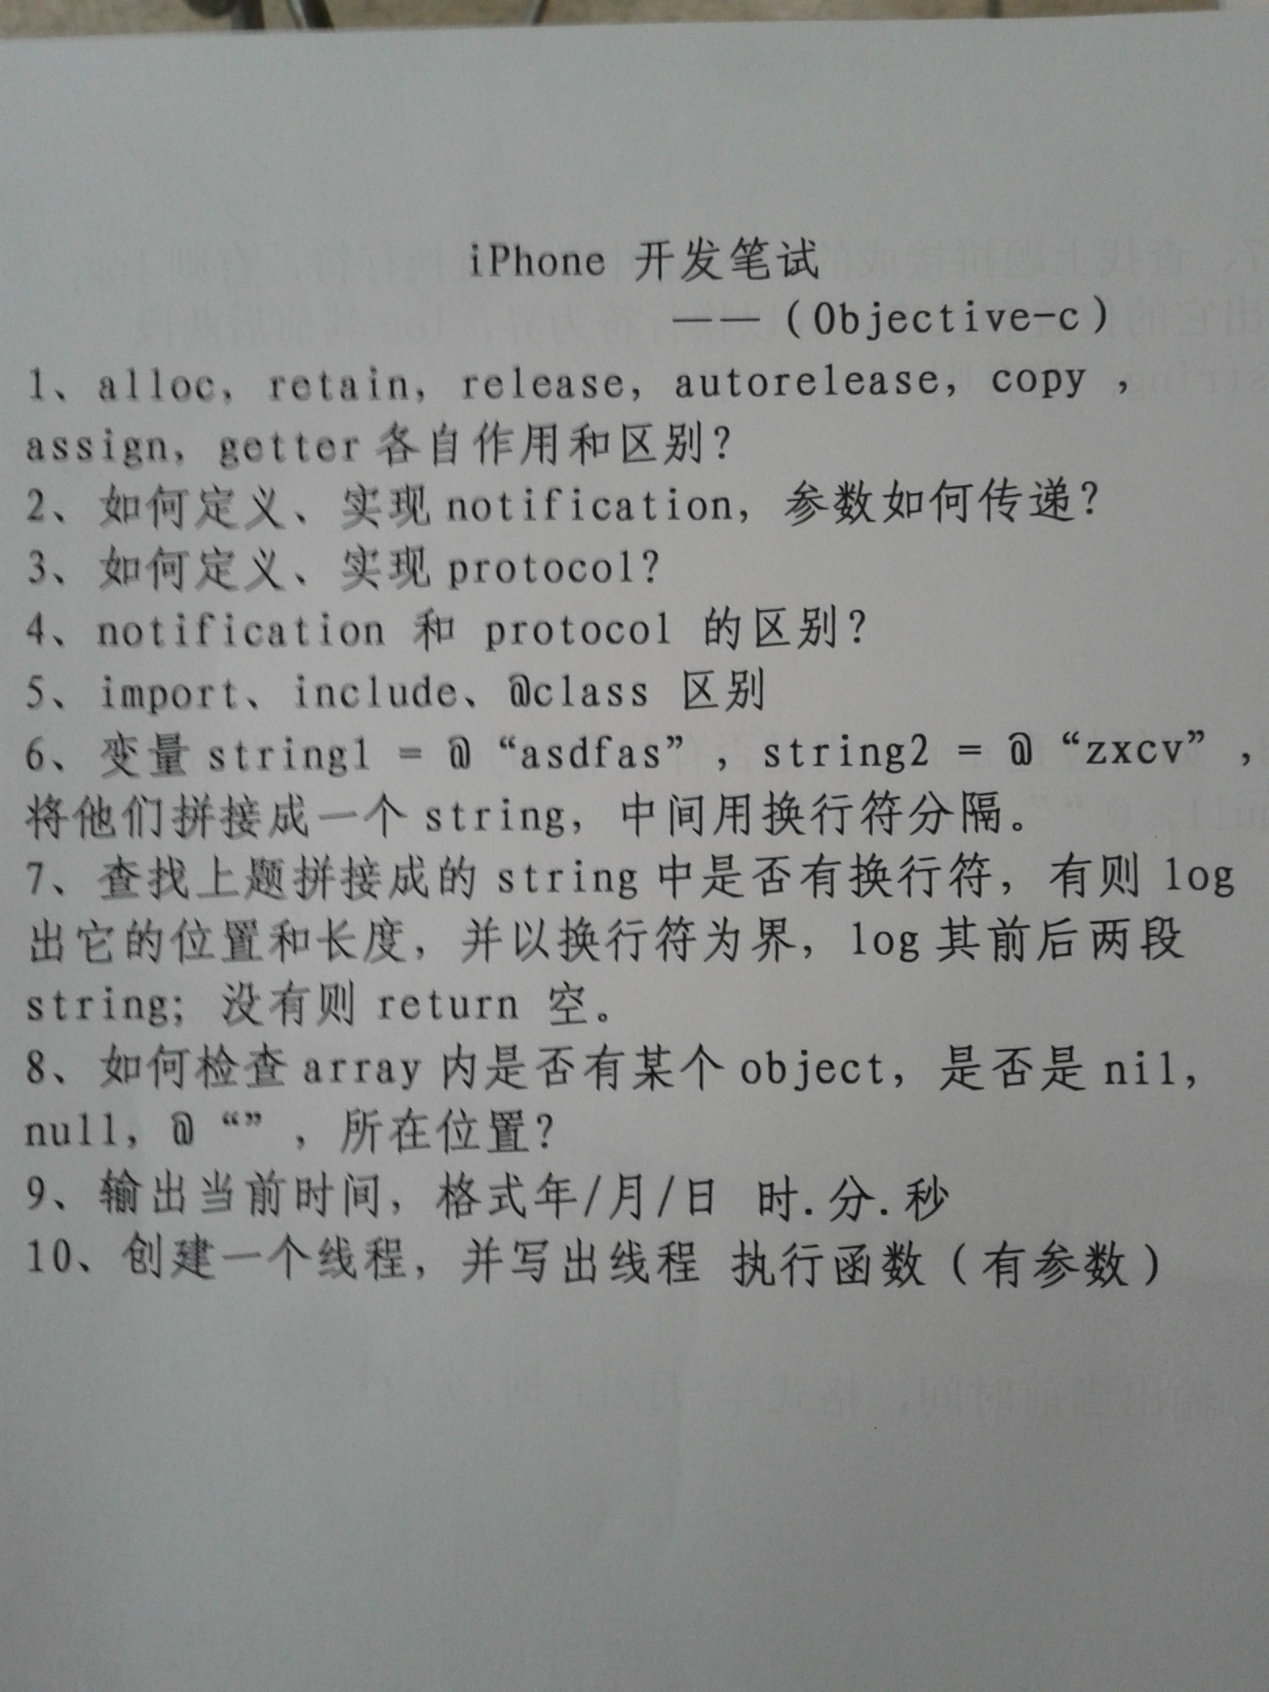 iPhone 开发笔试
——（Objective-c）
1、alloc, retain, release, autorelease, copy ,
assign, getter 各自作用和区别?
2、如何定义、实现 notification, 参数如何传递?
3、如何定义、实现 protocol?
4、notification 和 protocol 的区别?
5、import、include、@class 区别
6、变量 string1 = @ “asdfas” , string2 = @ “zxcv” ,
将他们拼接成一个 string, 中间用换行符分隔。
7、查找上题拼接成的 string 中是否有换行符, 有则 log
出它的位置和长度, 并以换行符为界, log 其前后两段
string; 没有则 return 空。
8、如何检查 array 内是否有某个 object, 是否是 nil,
null, @ “” , 所在位置?
9、输出当前时间, 格式年/月/日 时.分.秒
10、创建一个线程, 并写出线程 执行函数（有参数）